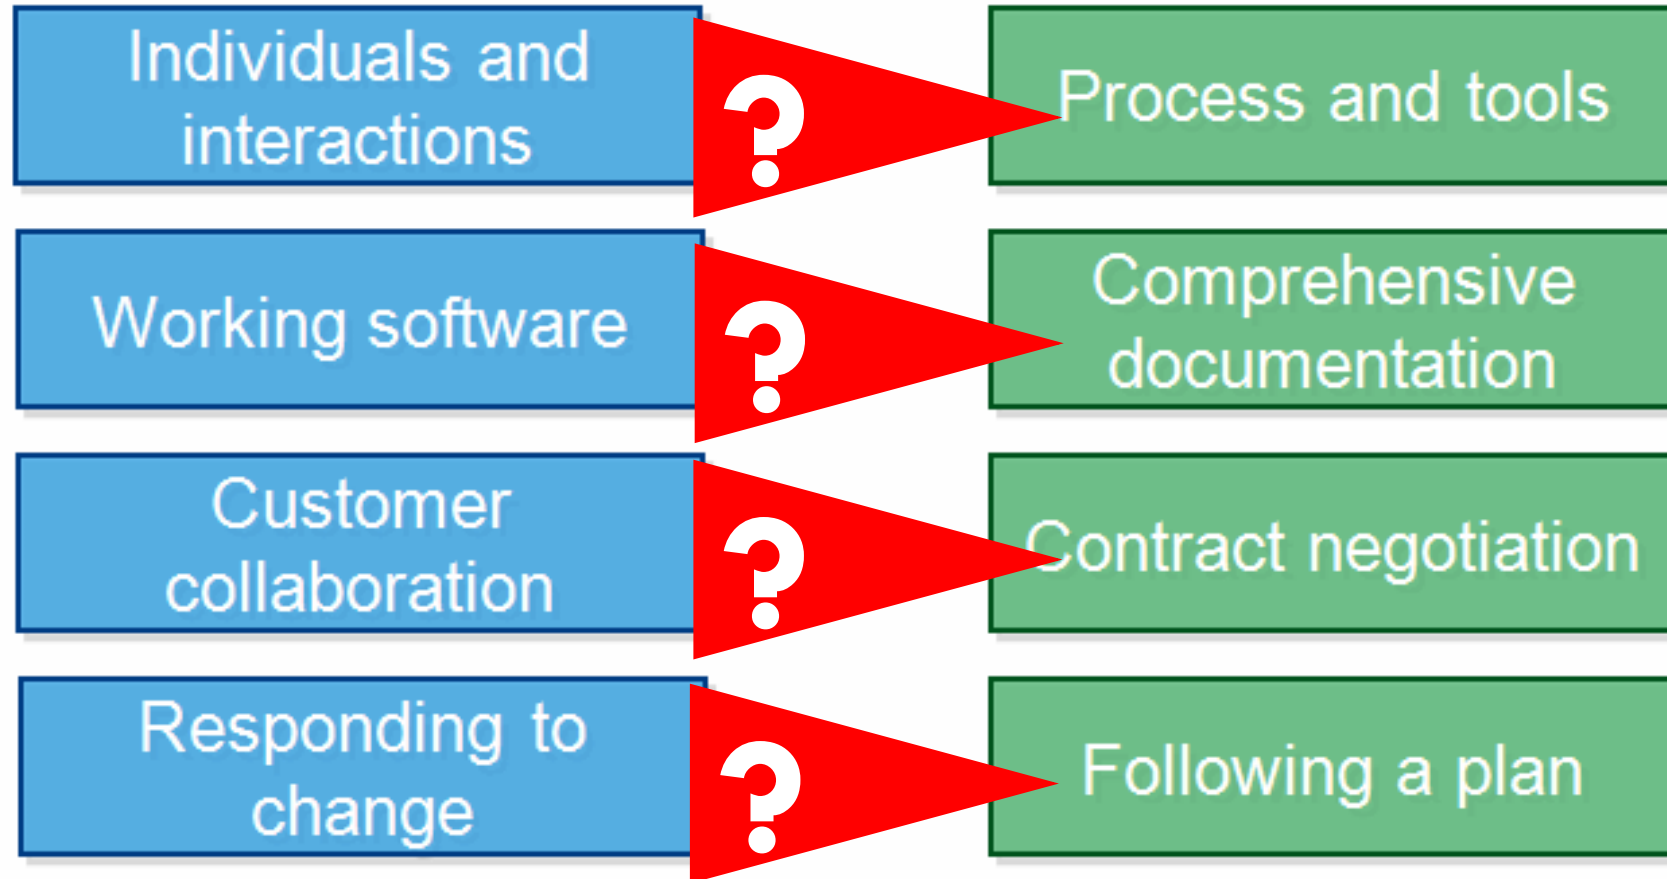 Individuals and
interactions
?
Process and tools
Working software
?
Comprehensive
documentation
Customer
collaboration
?
Contract negotiation
Responding to
change
?
Following a plan